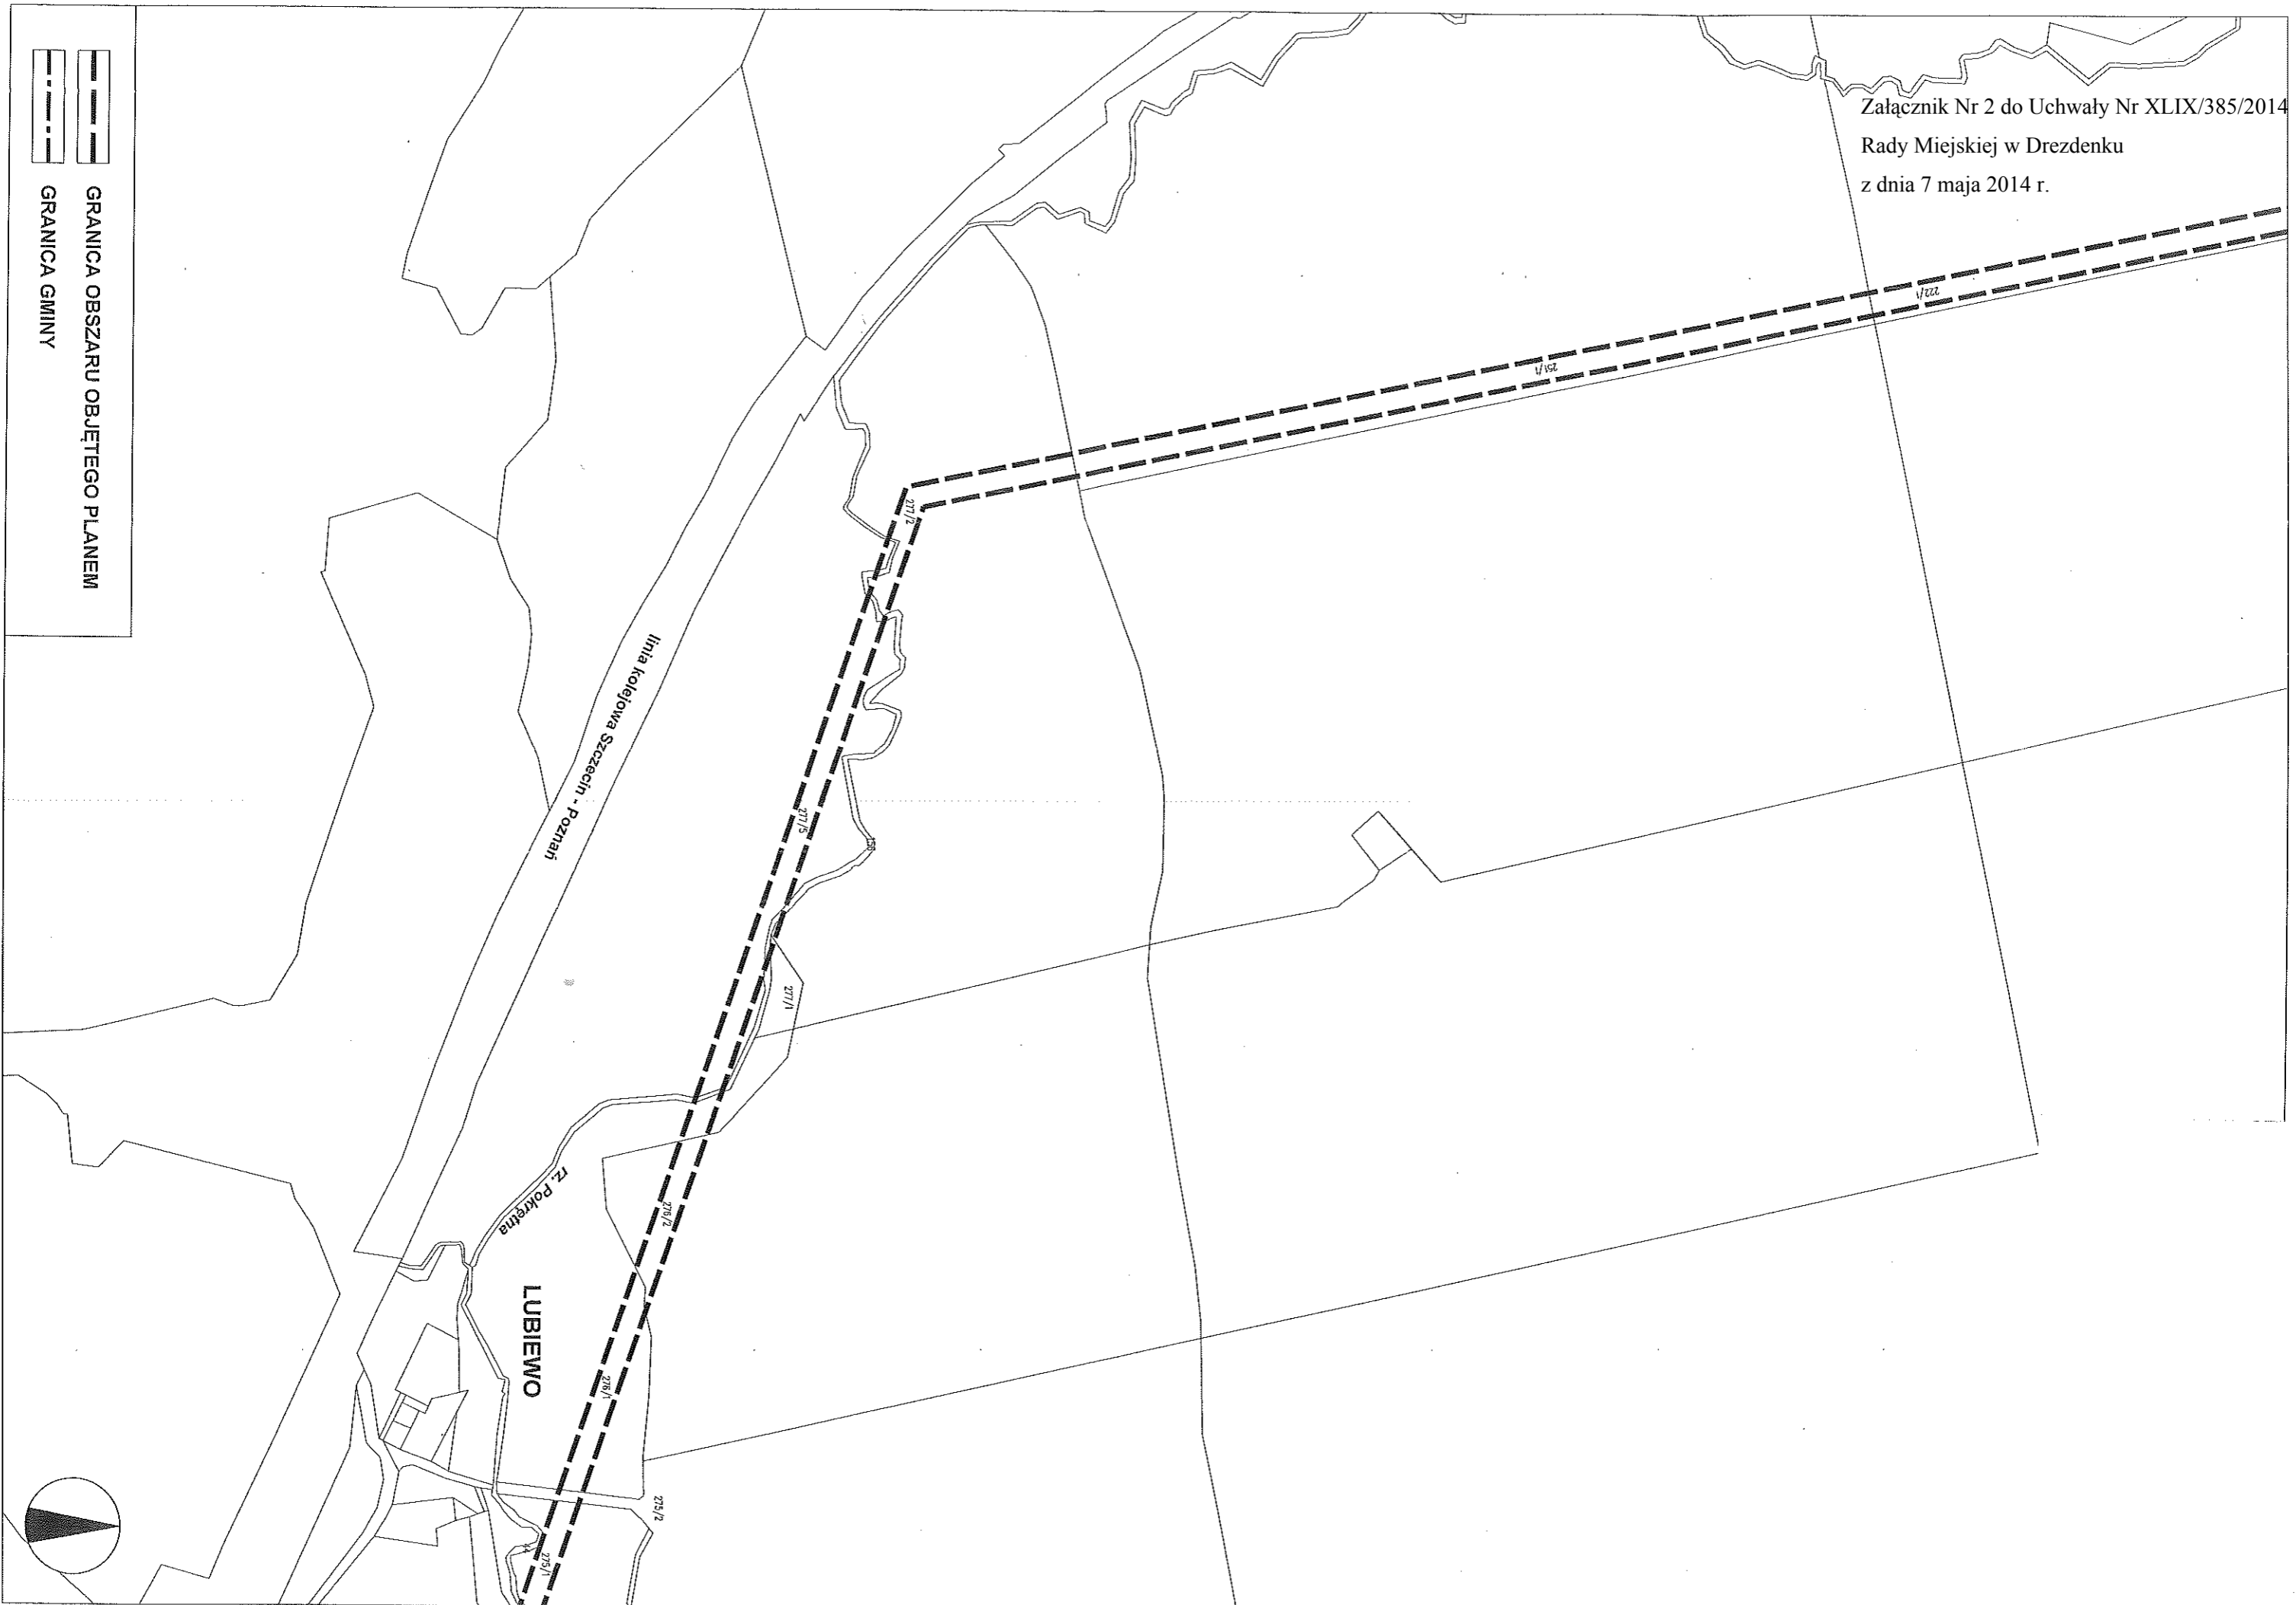 Załącznik Nr 2 do Uchwały Nr XLIX/385/2014
Rady Miejskiej w Drezdenku
z dnia 7 maja 2014 r.
GRANICA OBSZARU OBJĘTEGO PLANEM
GRANICA GMINY
222/1
251/1
277/2
linia kolejowa Szczecin - Poznań
277/5
277/1
rz. Pokrętna
276/2
LUBIEWO
276/1
275/2
275/1